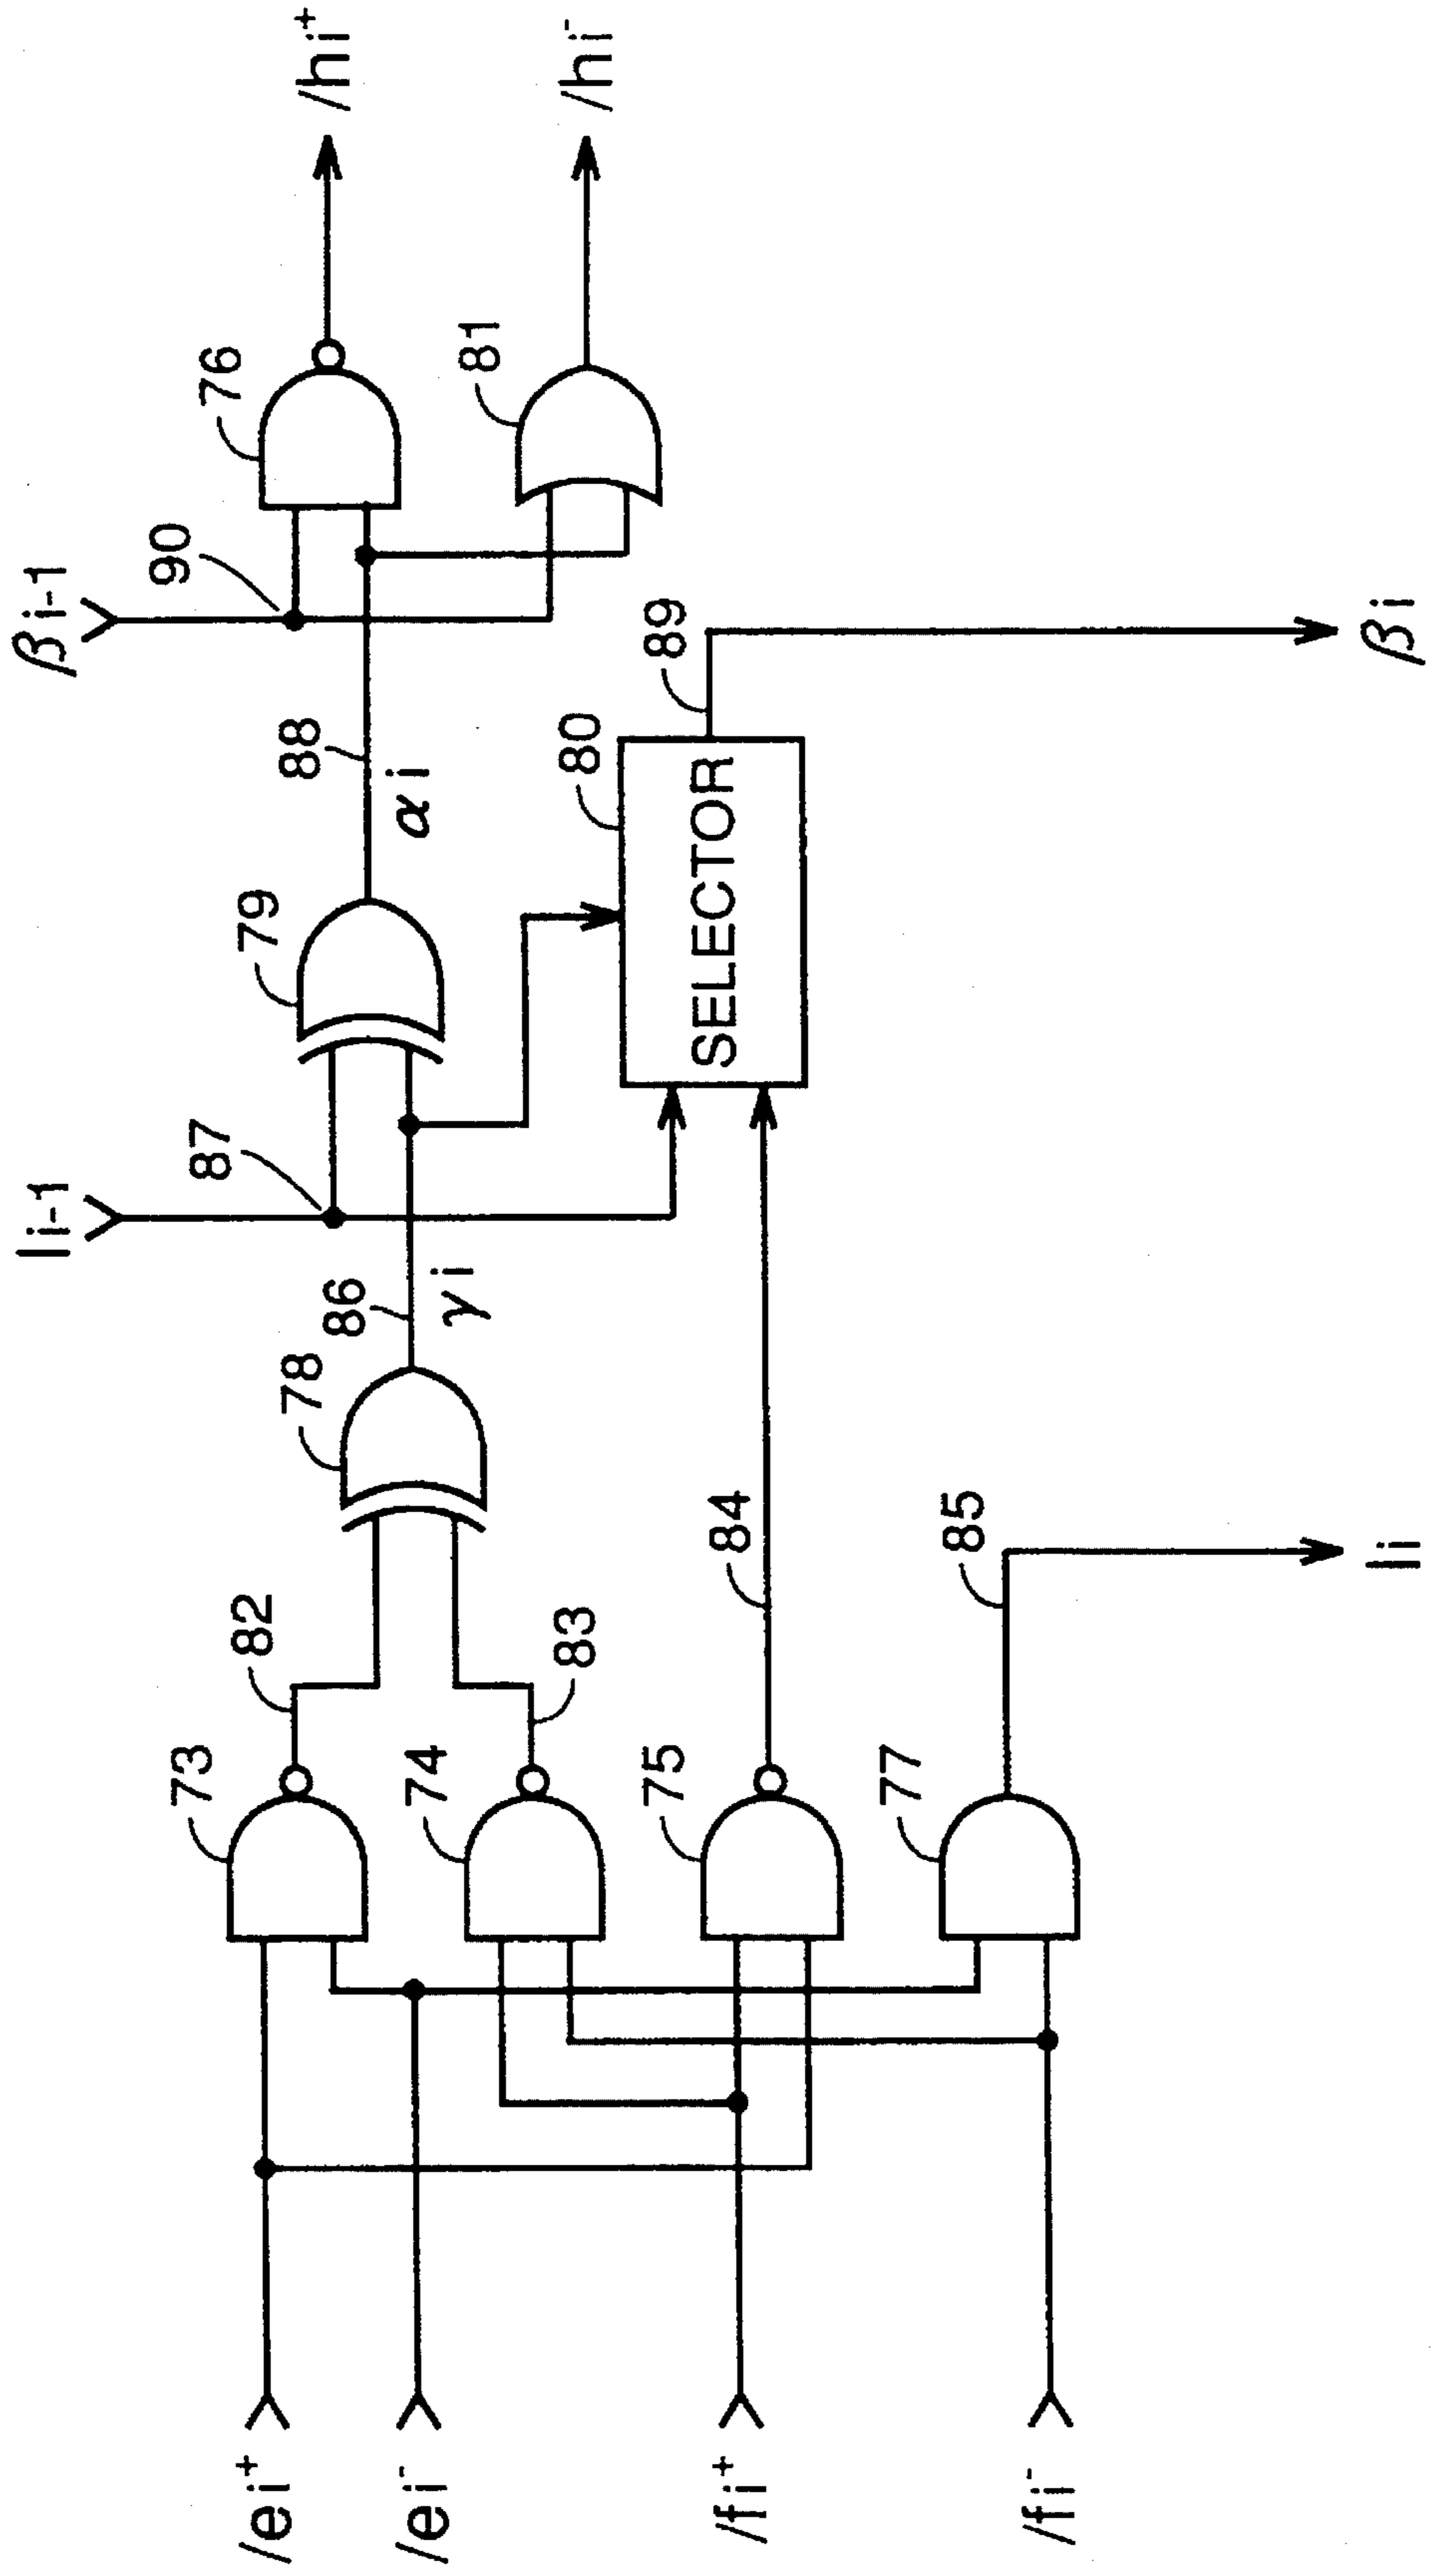 /ei⁺
/ei⁻
/fi⁺
/fi⁻
73
74
75
77
82
83
84
85
li
78
86
γi
li-1
87
79
88
αi
80
SELECTOR
89
βi
βi-1
90
76
81
/hi⁺
/hi⁻